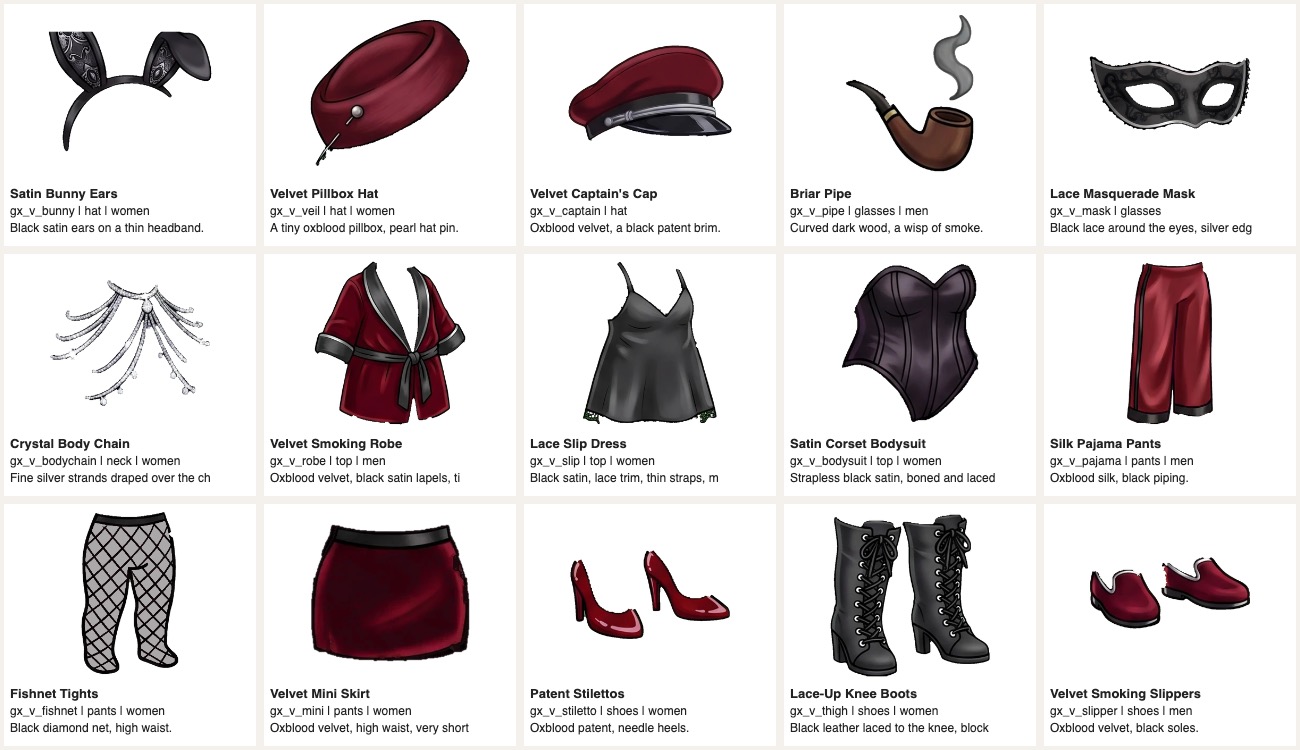 Satin Bunny Ears
gx_v_bunny | hat | women
Black satin ears on a thin headband.
Velvet Pillbox Hat
gx_v_veil | hat | women
A tiny oxblood pillbox, pearl hat pin.
Velvet Captain's Cap
gx_v_captain | hat
Oxblood velvet, a black patent brim.
Briar Pipe
gx_v_pipe | glasses | men
Curved dark wood, a wisp of smoke.
Lace Masquerade Mask
gx_v_mask | glasses
Black lace around the eyes, silver edg
Crystal Body Chain
gx_v_bodychain | neck | women
Fine silver strands draped over the ch
Velvet Smoking Robe
gx_v_robe | top | men
Oxblood velvet, black satin lapels, ti
Lace Slip Dress
gx_v_slip | top | women
Black satin, lace trim, thin straps, m
Satin Corset Bodysuit
gx_v_bodysuit | top | women
Strapless black satin, boned and laced
Silk Pajama Pants
gx_v_pajama | pants | men
Oxblood silk, black piping.
Fishnet Tights
gx_v_fishnet | pants | women
Black diamond net, high waist.
Velvet Mini Skirt
gx_v_mini | pants | women
Oxblood velvet, high waist, very short
Patent Stilettos
gx_v_stiletto | shoes | women
Oxblood patent, needle heels.
Lace-Up Knee Boots
gx_v_thigh | shoes | women
Black leather laced to the knee, block
Velvet Smoking Slippers
gx_v_slipper | shoes | men
Oxblood velvet, black soles.